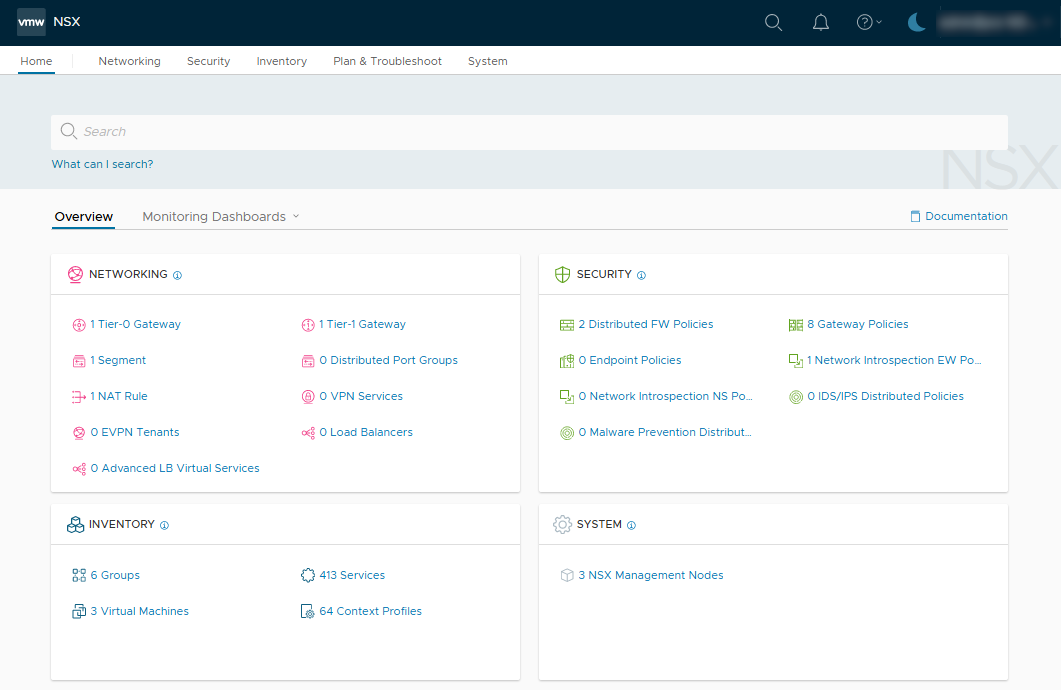 vmw NSX
Home Networking Security Inventory Plan & Troubleshoot System
Search
What can I search?
NSX
Overview Monitoring Dashboards Documentation
NETWORKING
1 Tier-0 Gateway 1 Tier-1 Gateway
1 Segment 0 Distributed Port Groups
1 NAT Rule 0 VPN Services
0 EVPN Tenants 0 Load Balancers
0 Advanced LB Virtual Services
SECURITY
2 Distributed FW Policies 8 Gateway Policies
0 Endpoint Policies 1 Network Introspection EW Po...
0 Network Introspection NS Po... 0 IDS/IPS Distributed Policies
0 Malware Prevention Distribut...
INVENTORY
6 Groups 413 Services
3 Virtual Machines 64 Context Profiles
SYSTEM
3 NSX Management Nodes